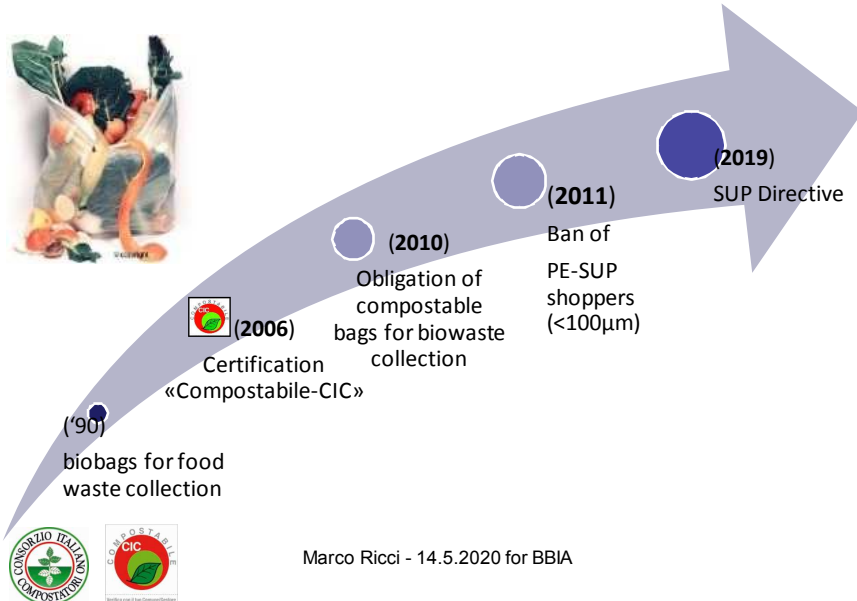 ©copyright
(2019)
SUP Directive
(2011)
Ban of
PE-SUP
shoppers
(<100µm)
(2010)
Obligation of
compostable
bags for biowaste
collection
CIC
(2006)
Certification
«Compostabile-CIC»
(‘90)
biobags for food
waste collection
CONSORZIO ITALIANO
COMPOSTATORI
COMPOSTABILE
CIC
Marco Ricci - 14.5.2020 for BBIA